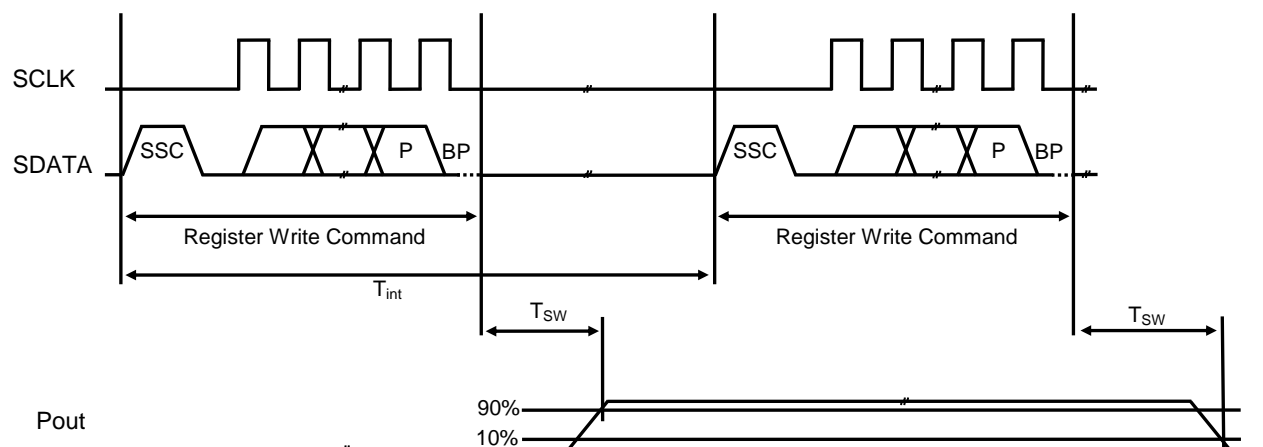 SCLK
SDATA
SSC
P
BP
SSC
P
BP
Register Write Command
Register Write Command
Tint
TSW
TSW
Pout
90%
10%